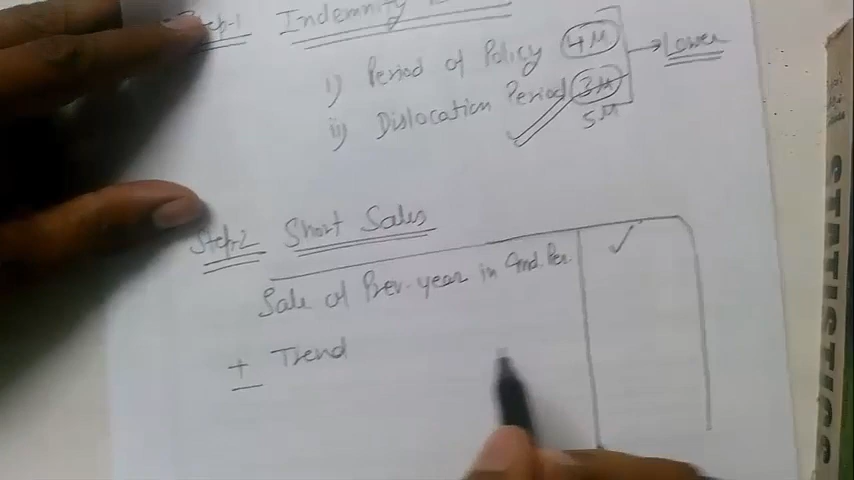 Step-1 Indemnity
i) Period of Policy 4M
ii) Dislocation Period 3M
→ Lower
5M
Step-2 Short Sales
Sale of Prev. year in Ind. Per. ✓
± Trend
STATISTICS